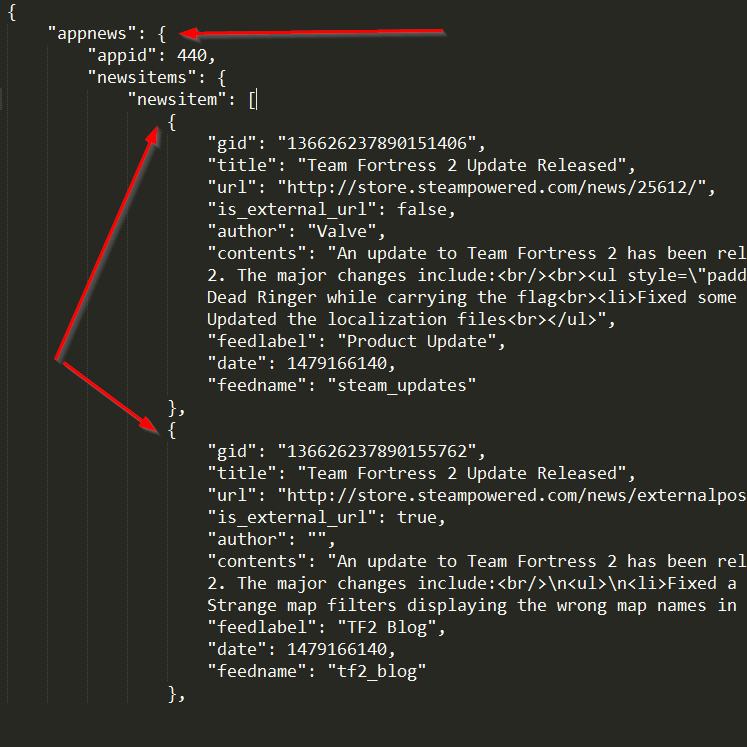 {
"appnews": {
"appid": 440,
"newsitems": {
"newsitem": [
{
"gid": "136626237890151406",
"title": "Team Fortress 2 Update Released",
"url": "http://store.steampowered.com/news/25612/",
"is_external_url": false,
"author": "Valve",
"contents": "An update to Team Fortress 2 has been rel
2. The major changes include:<br/><br><ul style=\"padd
Dead Ringer while carrying the flag<br><li>Fixed some
Updated the localization files<br></ul>",
"feedlabel": "Product Update",
"date": 1479166140,
"feedname": "steam_updates"
},
{
"gid": "136626237890155762",
"title": "Team Fortress 2 Update Released",
"url": "http://store.steampowered.com/news/externalpos
"is_external_url": true,
"author": "",
"contents": "An update to Team Fortress 2 has been rel
2. The major changes include:<br/>\n<ul>\n<li>Fixed a
Strange map filters displaying the wrong map names in
"feedlabel": "TF2 Blog",
"date": 1479166140,
"feedname": "tf2_blog"
},